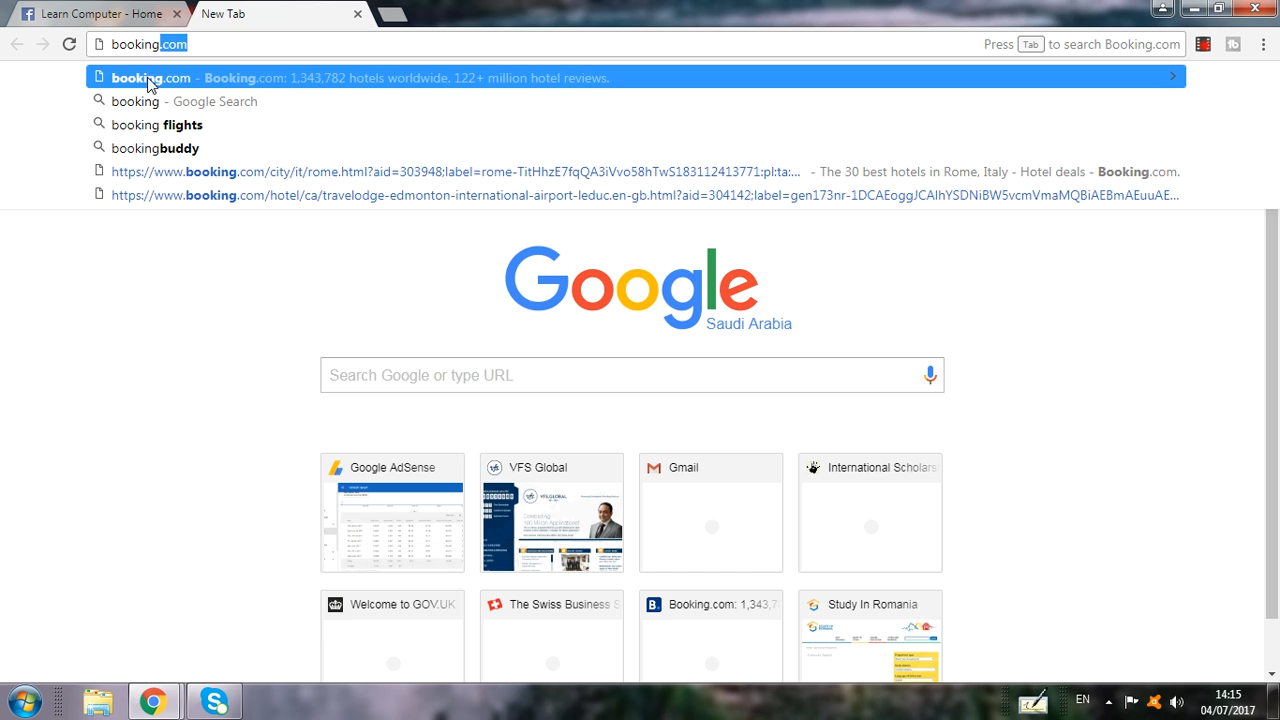 Learn Computer - Home
New Tab
booking.com
Press Tab to search Booking.com
booking.com - Booking.com: 1,343,782 hotels worldwide. 122+ million hotel reviews.
booking - Google Search
booking flights
bookingbuddy
https://www.booking.com/city/it/rome.html?aid=303948;label=rome-TitHhzE7fqQA3iVvo58hTwS183112413771:pl:ta:... - The 30 best hotels in Rome, Italy - Hotel deals - Booking.com.
https://www.booking.com/hotel/ca/travelodge-edmonton-international-airport-leduc.en-gb.html?aid=304142;label=gen173nr-1DCAEoggJCAlhYSDNiBW5vcmVmaMQBiAEBmAEuuAE...
Google
Saudi Arabia
Search Google or type URL
Google AdSense
VFS Global
Gmail
International Scholars
VFS.GLOBAL
Welcome to GOV.UK
The Swiss Business S
Booking.com: 1,343,7
Study In Romania
EN
14:15
04/07/2017